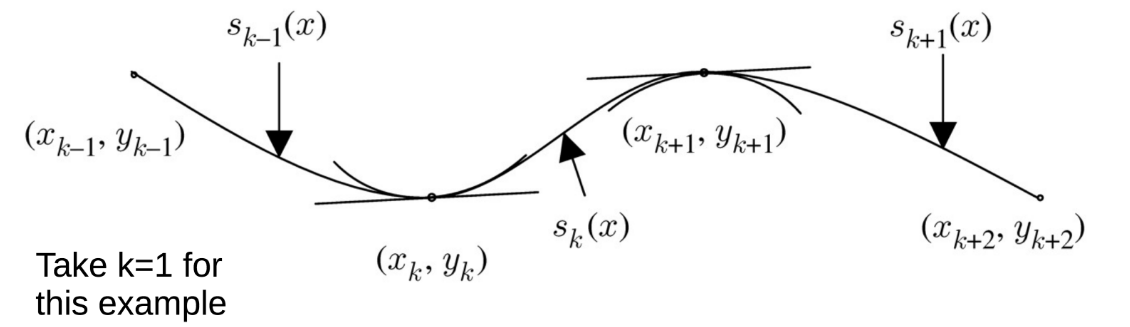 s_{k–1}(x)
s_{k+1}(x)
(x_{k–1}, y_{k–1})
(x_{k+1}, y_{k+1})
s_k(x)
(x_{k+2}, y_{k+2})
(x_k, y_k)
Take k=1 for
this example